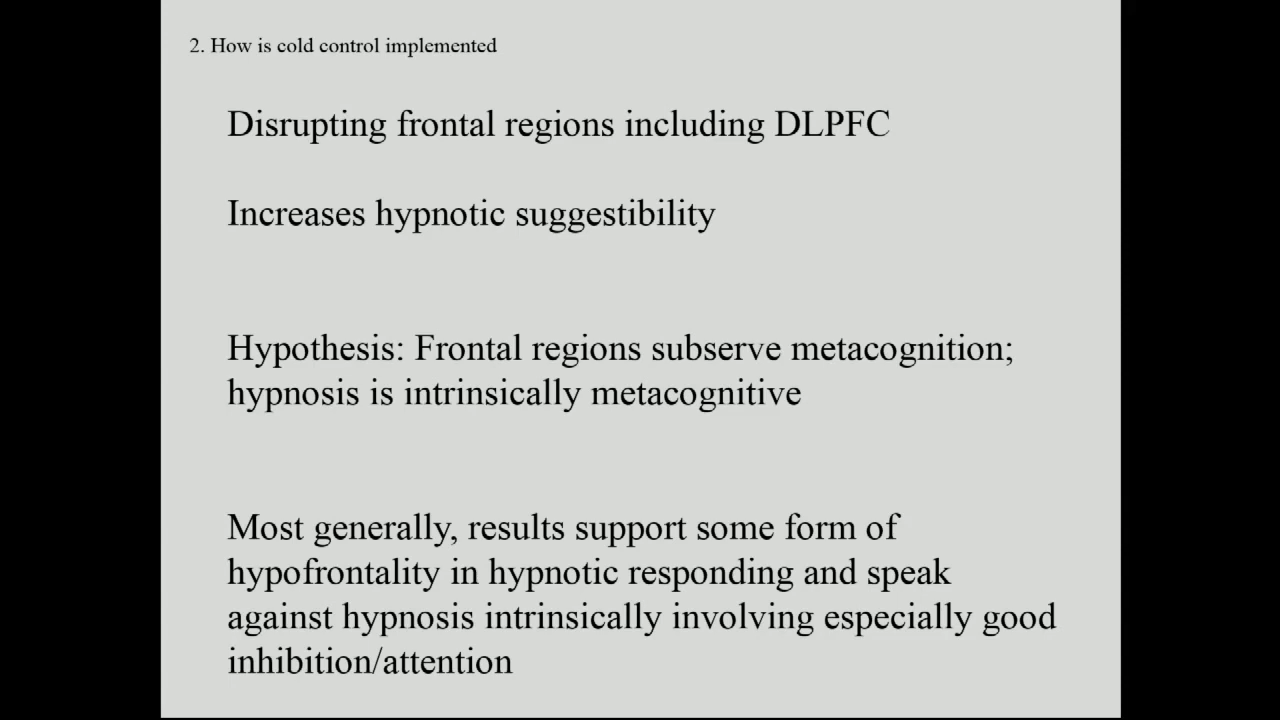 2. How is cold control implemented
Disrupting frontal regions including DLPFC
Increases hypnotic suggestibility
Hypothesis: Frontal regions subserve metacognition;
hypnosis is intrinsically metacognitive
Most generally, results support some form of
hypofrontality in hypnotic responding and speak
against hypnosis intrinsically involving especially good
inhibition/attention